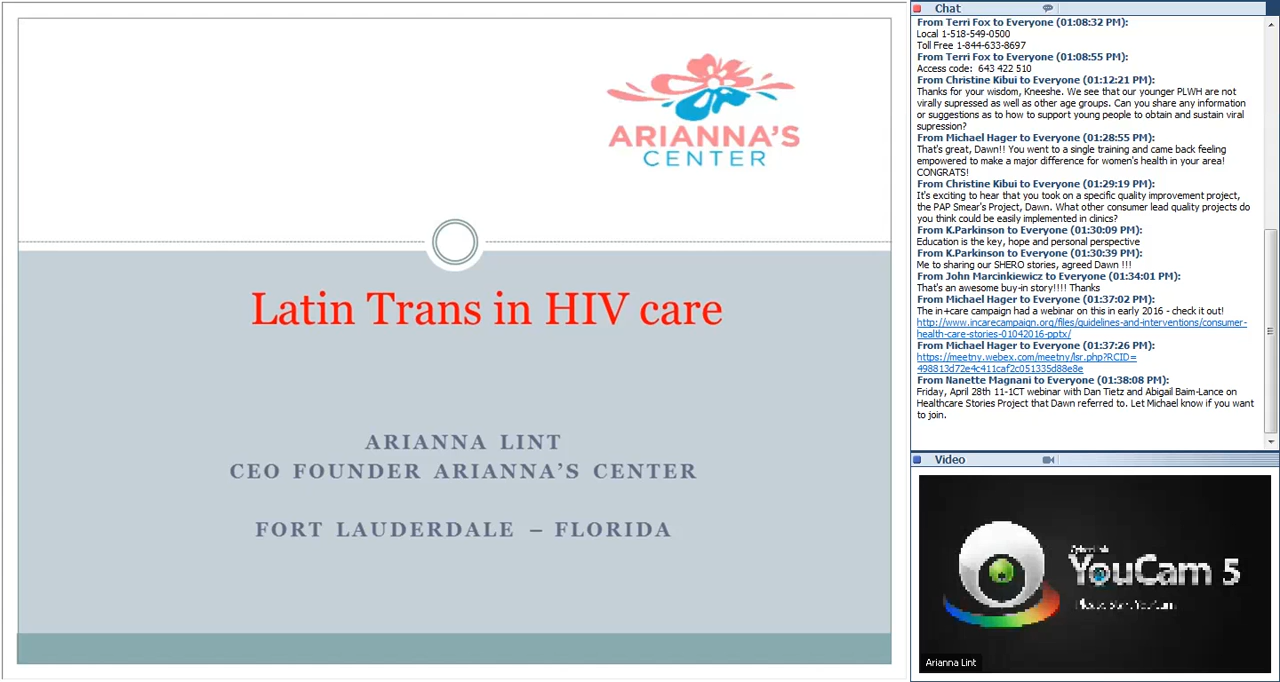 ARIANNA'S
CENTER
Latin Trans in HIV care
ARIANNA LINT
CEO FOUNDER ARIANNA'S CENTER
FORT LAUDERDALE – FLORIDA
Chat
From Terri Fox to Everyone (01:08:32 PM):
Local 1-518-549-0500
Toll Free 1-844-633-8697
From Terri Fox to Everyone (01:08:55 PM):
Access code: 643 422 510
From Christine Kibui to Everyone (01:12:21 PM):
Thanks for your wisdom, Kneeshe. We see that our younger PLWH are not
virally supressed as well as other age groups. Can you share any information
or suggestions as to how to support young people to obtain and sustain viral
supression?
From Michael Hager to Everyone (01:28:55 PM):
That's great, Dawn!! You went to a single training and came back feeling
empowered to make a major difference for women's health in your area!
CONGRATS!
From Christine Kibui to Everyone (01:29:19 PM):
It's exciting to hear that you took on a specific quality improvement project,
the PAP Smear's Project, Dawn. What other consumer lead quality projects do
you think could be easily implemented in clinics?
From K.Parkinson to Everyone (01:30:09 PM):
Education is the key, hope and personal perspective
From K.Parkinson to Everyone (01:30:39 PM):
Me to sharing our SHERO stories, agreed Dawn !!!
From John Marcinkiewicz to Everyone (01:34:01 PM):
That's an awesome buy-in story!!!! Thanks
From Michael Hager to Everyone (01:37:02 PM):
The in+care campaign had a webinar on this in early 2016 - check it out!
http://www.incarecampaign.org/files/guidelines-and-interventions/consumer-
health-care-stories-01042016-pptx/
From Michael Hager to Everyone (01:37:26 PM):
https://meetny.webex.com/meetny/lsr.php?RCID=
498813d72e4c411caf2c051335d88e8e
From Nanette Magnani to Everyone (01:38:08 PM):
Friday, April 28th 11-1CT webinar with Dan Tietz and Abigail Baim-Lance on
Healthcare Stories Project that Dawn referred to. Let Michael know if you want
to join.
Video
YouCam 5
Arianna Lint